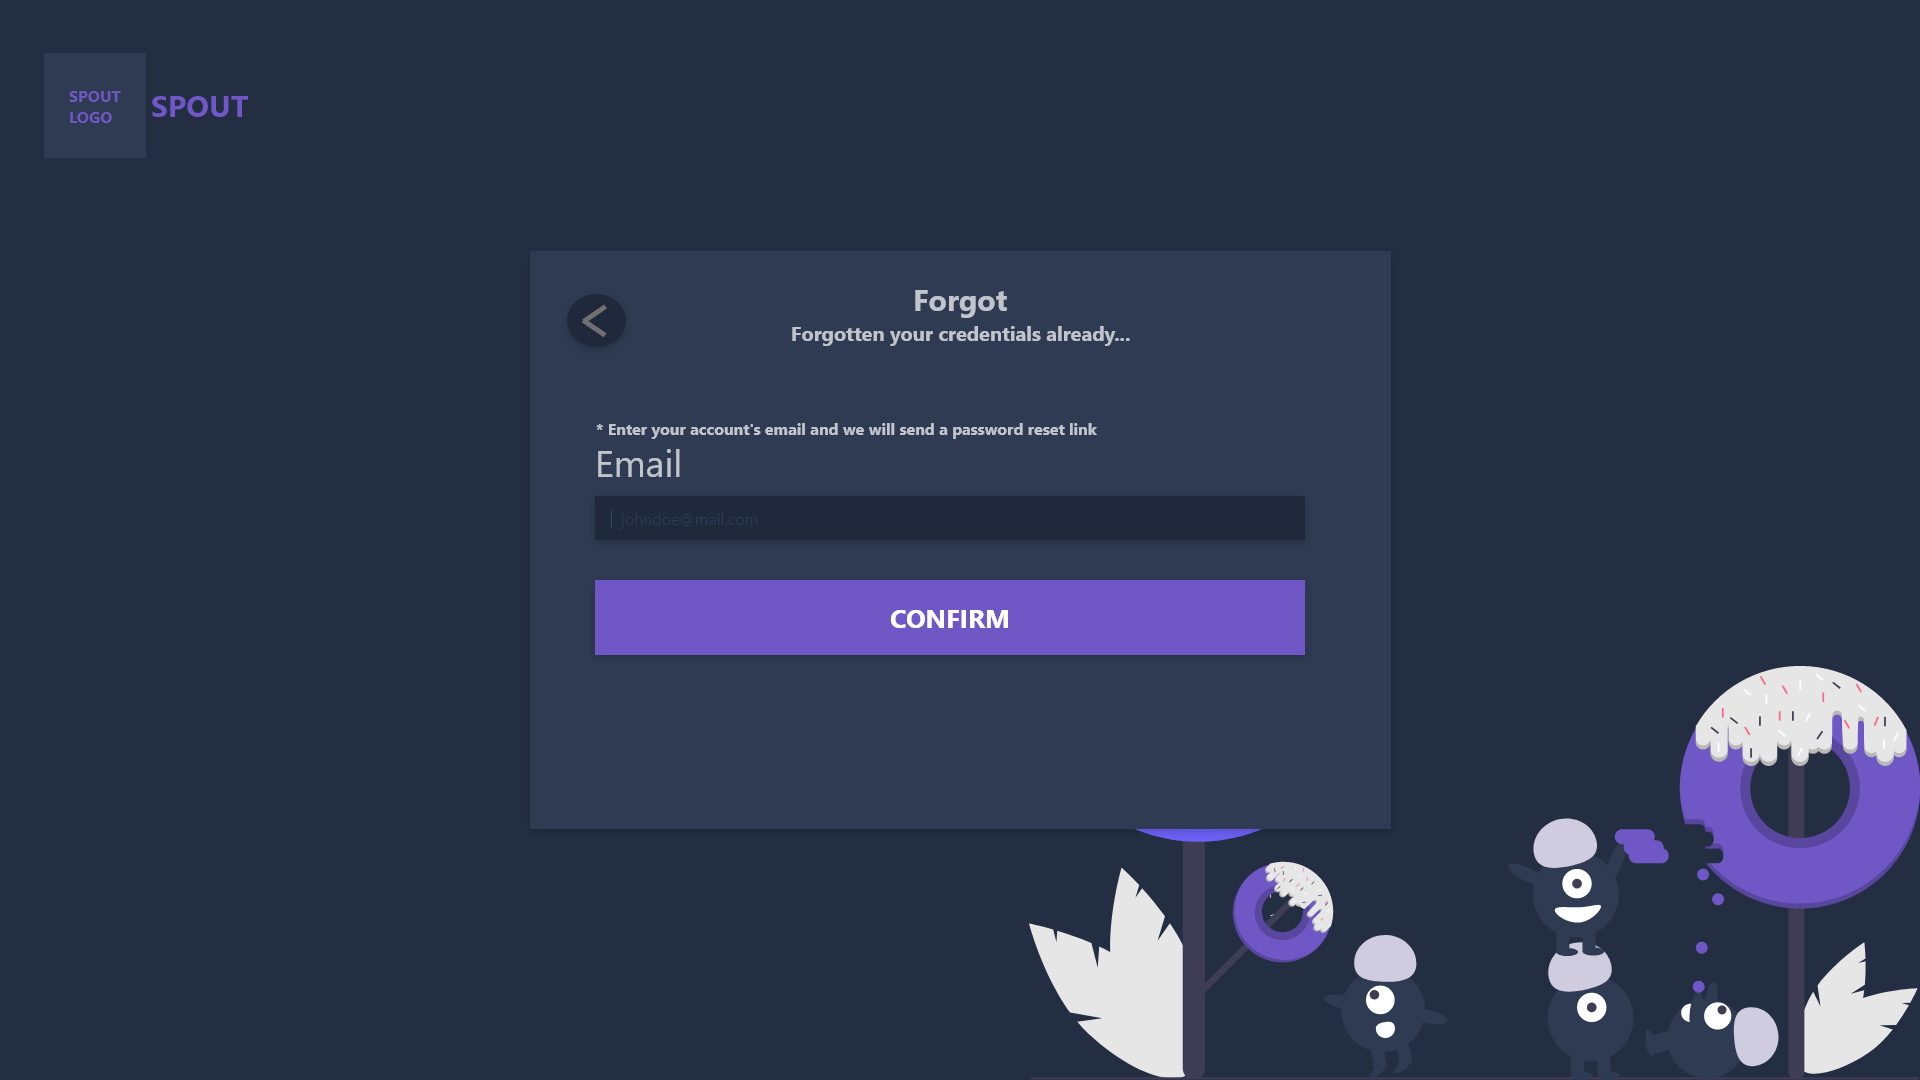 SPOUT
LOGO
SPOUT
Forgot
Forgotten your credentials already...
* Enter your account's email and we will send a password reset link
Email
johndoe@mail.com
CONFIRM